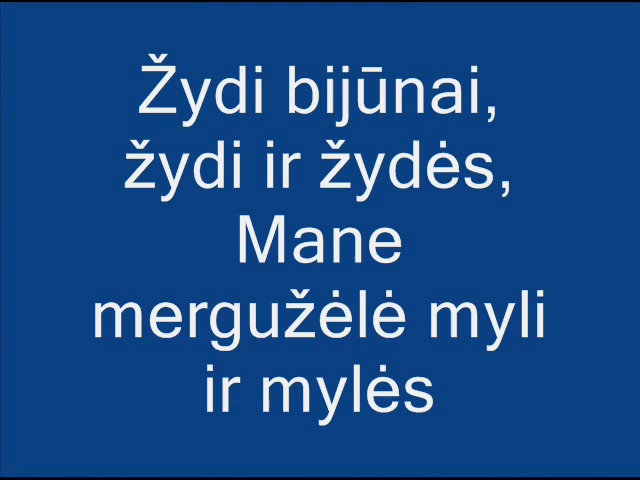 Žydi bijūnai,
žydi ir žydės,
Mane
mergužėlė myli
ir mylės